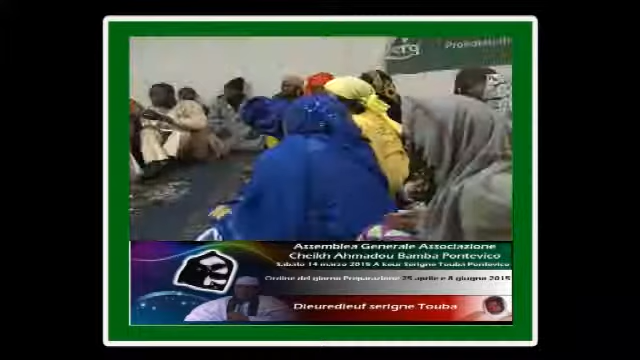 Assemblea Generale Associazione
Cheikh Ahmadou Bamba Pontevico
Sabato 14 marzo 2015 A keur Serigne Touba Pontevico
Ordine del giorno Preparazione 25 aprile e 8 giugno 2015
Dieuredieuf serigne Touba